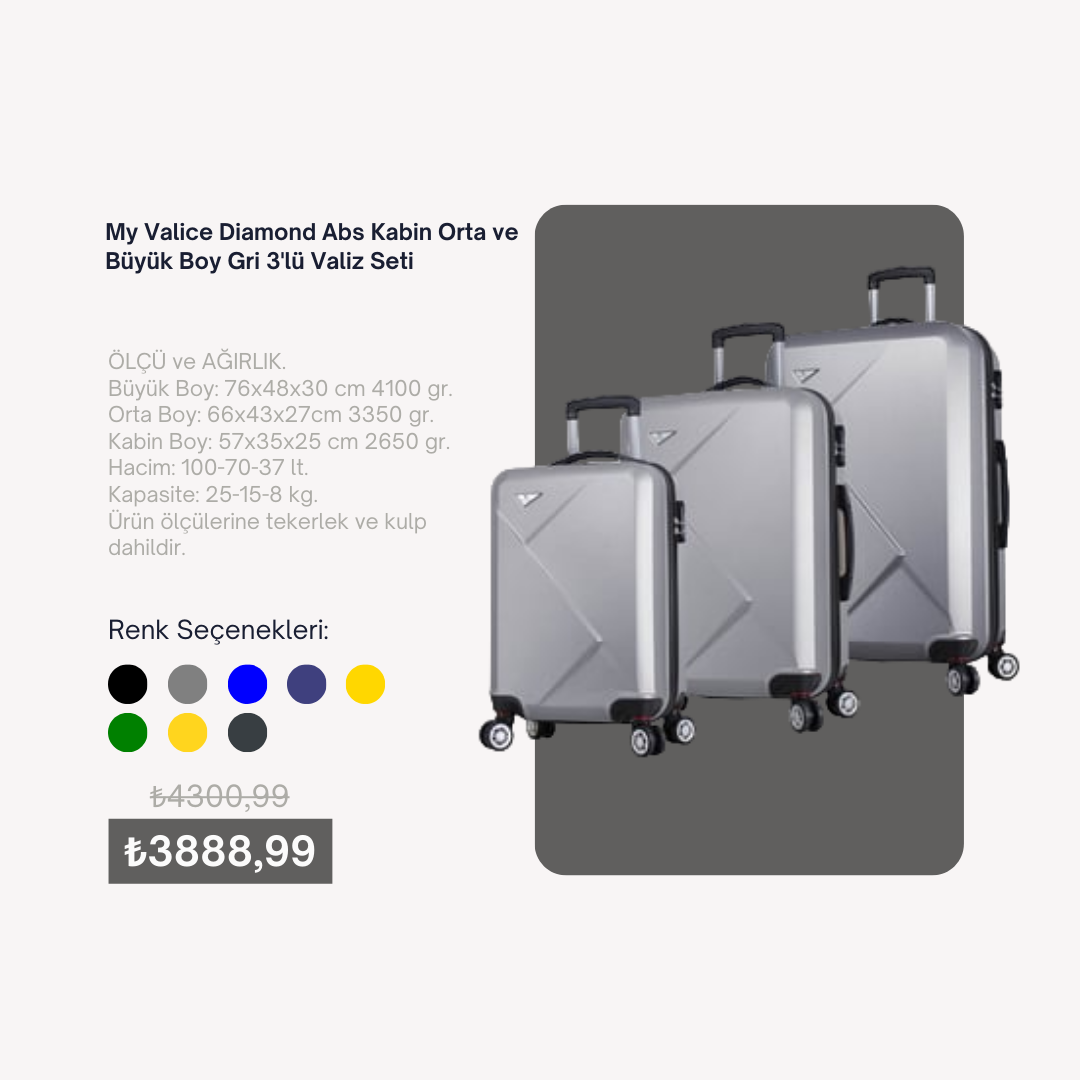 My Valice Diamond Abs Kabin Orta ve
Büyük Boy Gri 3'lü Valiz Seti
ÖLÇÜ ve AĞIRLIK.
Büyük Boy: 76x48x30 cm 4100 gr.
Orta Boy: 66x43x27cm 3350 gr.
Kabin Boy: 57x35x25 cm 2650 gr.
Hacim: 100-70-37 lt.
Kapasite: 25-15-8 kg.
Ürün ölçülerine tekerlek ve kulp
dahildir.
Renk Seçenekleri:
₺4300,99
₺3888,99